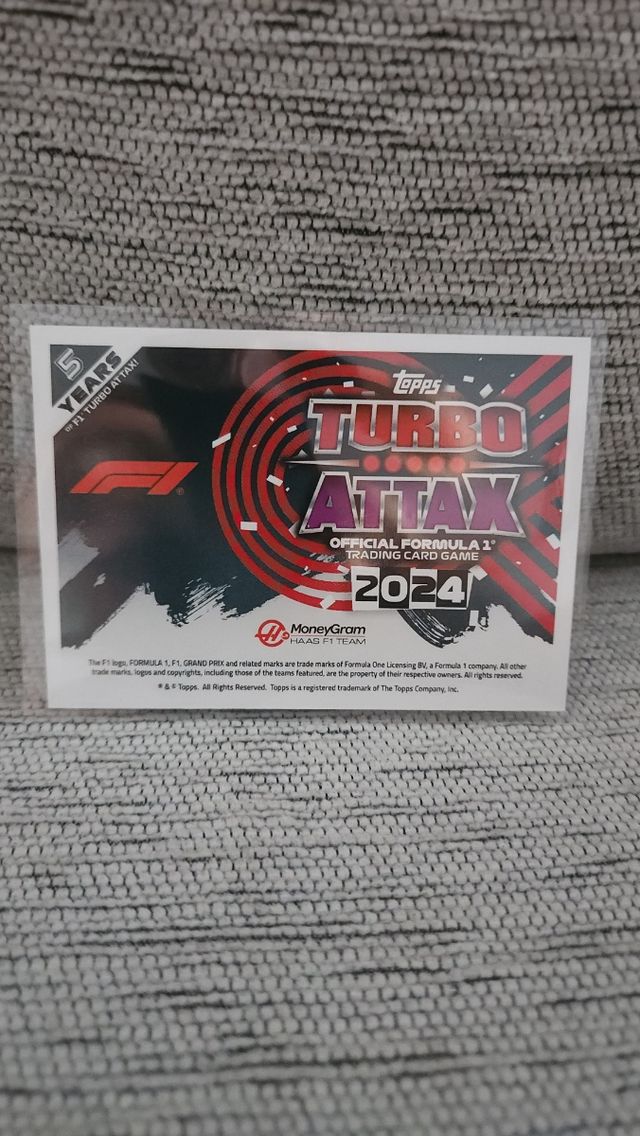 5
YEARS
OF F1® TURBO ATTAX!
F1®
Topps
TURBO
ATTAX
OFFICIAL FORMULA 1®
TRADING CARD GAME
2024
MoneyGram
HAAS F1 TEAM
The F1 logo, FORMULA 1, F1, GRAND PRIX and related marks are trade marks of Formula One Licensing BV, a Formula 1 company. All other
trade marks, logos and copyrights, including those of the teams featured, are the property of their respective owners. All rights reserved.
® & © Topps. All Rights Reserved. Topps is a registered trademark of The Topps Company, Inc.